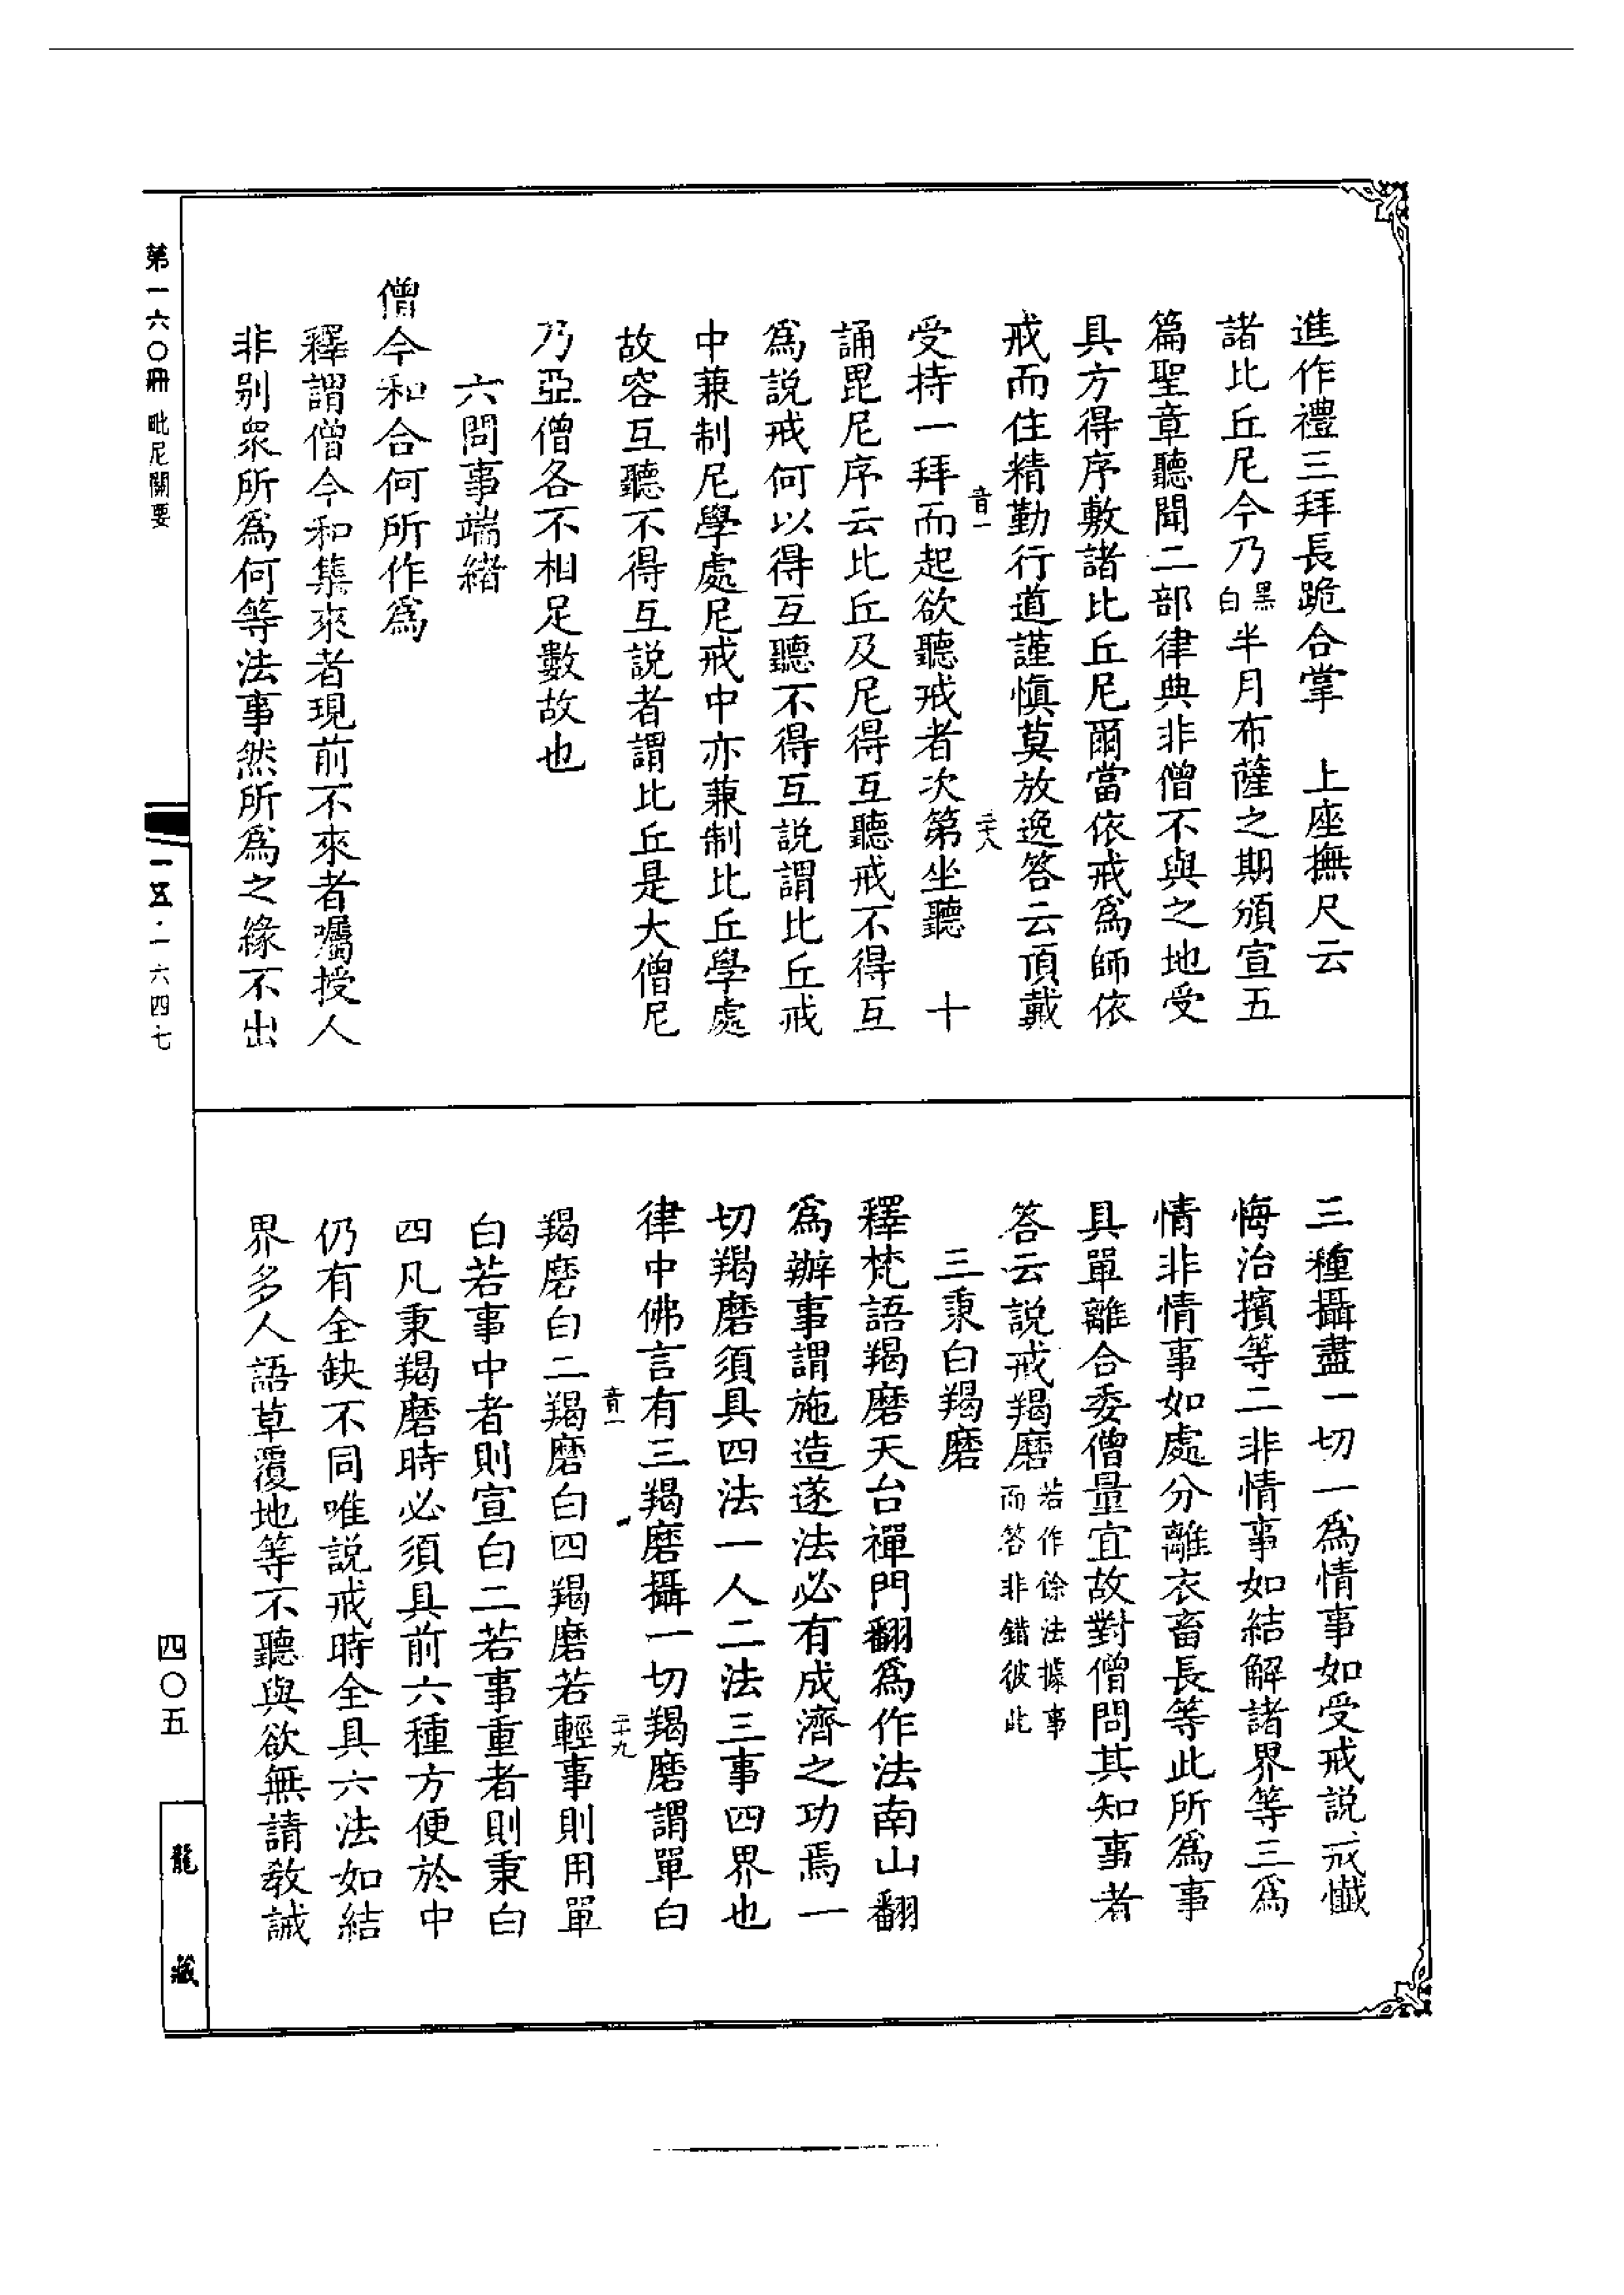 進作禮三拜長跪合掌　上座撫尺云
諸比丘尼今乃黑白半月布薩之期頒宣五
篇聖章聽聞二部律典非僧不與之地受
具方得序敷諸比丘尼爾當依戒爲師依
戒而住精勤行道謹慎莫放逸答云頂戴
音一
三十八
受持一拜而起欲聽戒者次第坐聽　十
誦毘尼序云比丘及尼得互聽戒不得互
爲説戒何以得互聽不得互説謂比丘戒
中兼制尼學處尼戒中亦兼制比丘學處
故容互聽不得互説者謂比丘是大僧尼
乃亞僧各不相足數故也
六問事端緒
僧今和合何所作爲
釋謂僧今和集來者現前不來者囑授人
非别衆所爲何等法事然所爲之緣不出
第一六〇冊 毗尼關要
一五·一六四七
三種攝盡一切一爲情事如受戒説戒懺
悔治擯等二非情事如結解諸界等三爲
情非情事如處分離衣畜長等此所爲事
具單離合委僧量宜故對僧問其知事者
答云説戒羯磨若作餘法據事
而答非錯彼此
三秉白羯磨
釋梵語羯磨天台禪門翻爲作法南山翻
爲辦事謂施造遂法必有成濟之功焉一
切羯磨須具四法一人二法三事四界也
律中佛言有三羯磨攝一切羯磨謂單白
音一
二十九
羯磨白二羯磨白四羯磨若輕事則用單
白若事中者則宣白二若事重者則秉白
四凡秉羯磨時必須具前六種方便於中
仍有全缺不同唯説戒時全具六法如結
界多人語草覆地等不聽與欲無請教誡
四〇五
龍藏